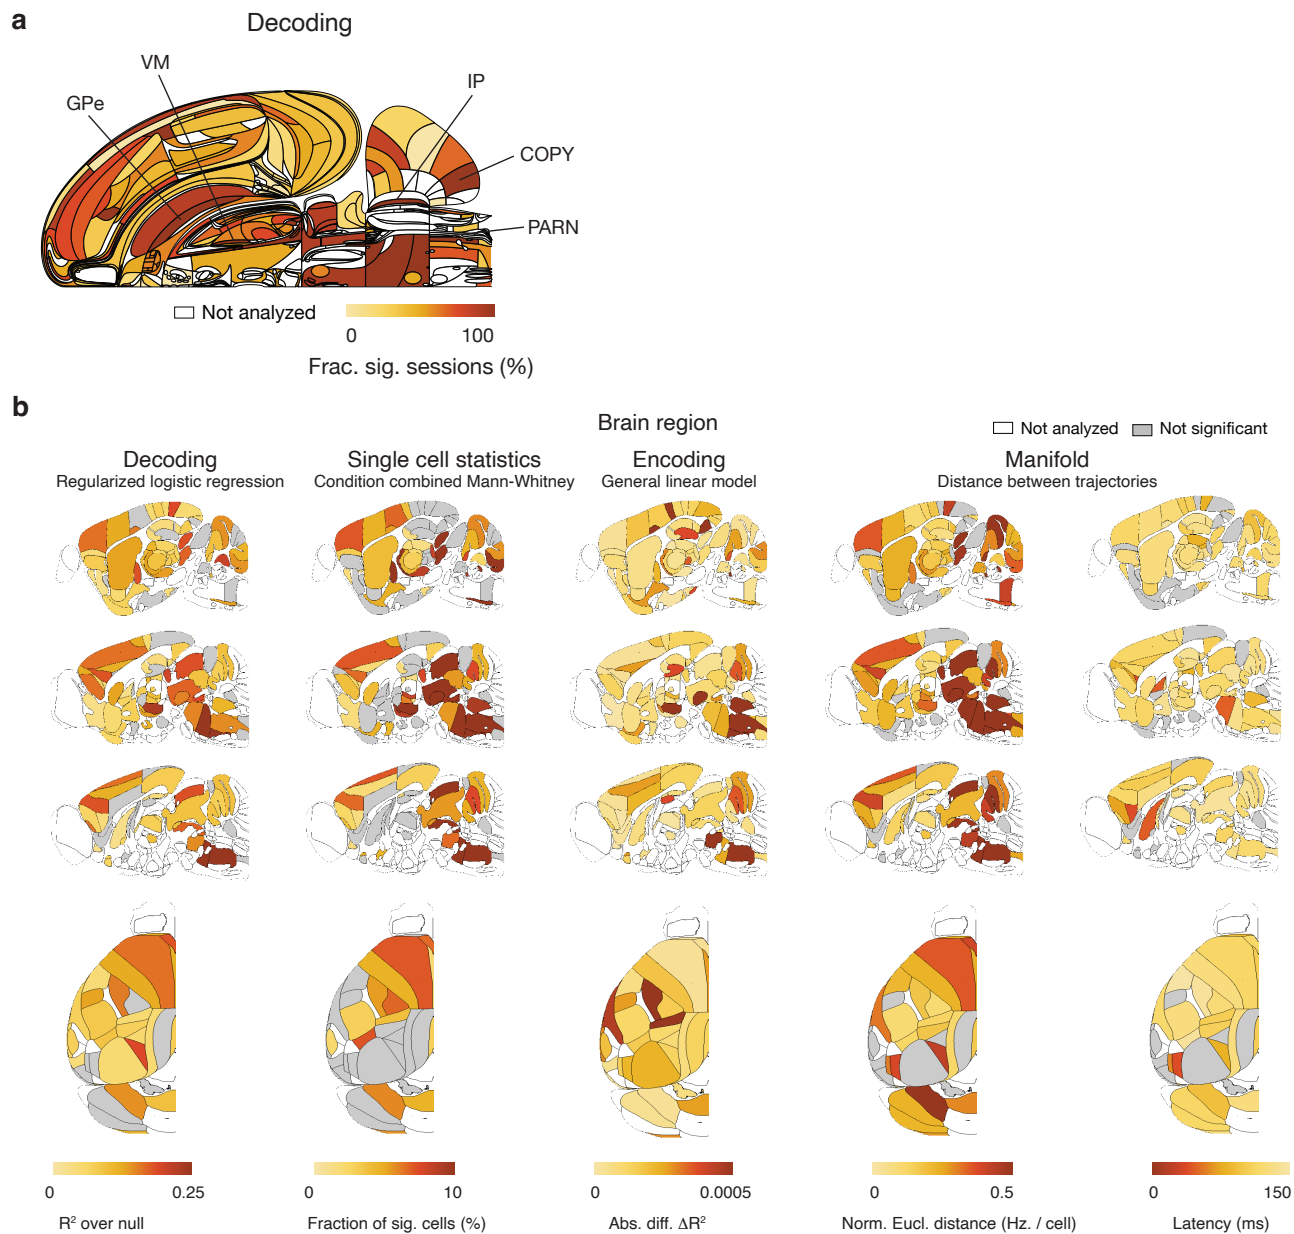 a
Decoding
VM
IP
GPe
COPY
PARN
Not analyzed
0 100
Frac. sig. sessions (%)
b
Brain region
Not analyzed Not significant
Decoding Single cell statistics Encoding Manifold
Regularized logistic regression Condition combined Mann-Whitney General linear model Distance between trajectories
0 0.25 0 10 0 0.0005 0 0.5 0 150
R² over null Fraction of sig. cells (%) Abs. diff. ΔR² Norm. Eucl. distance (Hz. / cell) Latency (ms)